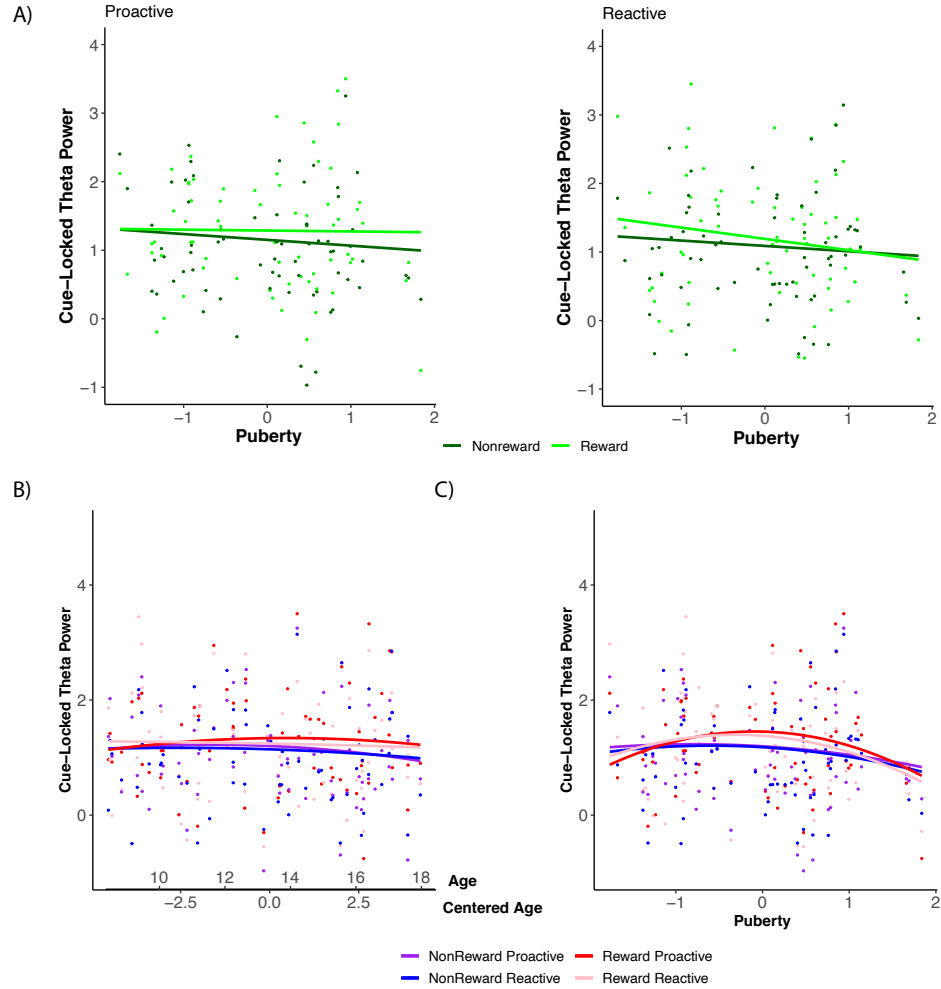 A)
Proactive
Reactive
Cue−Locked Theta Power
4
3
2
1
0
−1
−1
0
1
2
Puberty
Cue−Locked Theta Power
4
3
2
1
0
−1
−1
0
1
2
Puberty
Nonreward
Reward
B)
C)
Cue−Locked Theta Power
4
2
0
10
12
14
16
18
Age
−2.5
0.0
2.5
Centered Age
Cue−Locked Theta Power
4
2
0
−1
0
1
2
Puberty
NonReward Proactive
Reward Proactive
NonReward Reactive
Reward Reactive